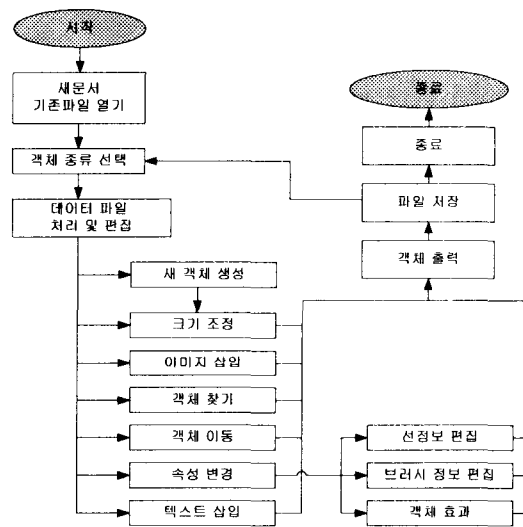 시작
새문서
기존파일 열기
객체 종류 선택
데이터 파일
처리 및 편집
새 객체 생성
크기 조정
이미지 삽입
객체 찾기
객체 이동
속성 변경
텍스트 삽입
종료
종료
파일 저장
객체 출력
선정보 편집
브러시 정보 편집
객체 효과